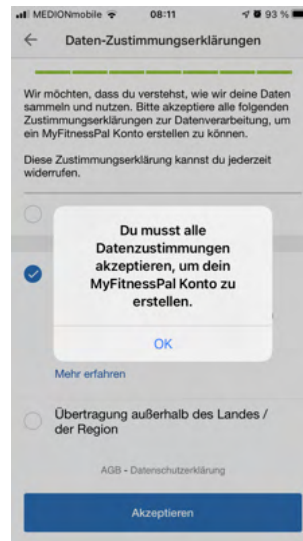 MEDIONmobile 08:11 93 %
Daten-Zustimmungserklärungen
Wir möchten, dass du verstehst, wie wir deine Daten
sammeln und nutzen. Bitte akzeptiere alle folgenden
Zustimmungserklärungen zur Datenverarbeitung, um
ein MyFitnessPal Konto erstellen zu können.
Diese Zustimmungserklärung kannst du jederzeit
widerrufen.
Du musst alle
Datenzustimmungen
akzeptieren, um dein
MyFitnessPal Konto zu
erstellen.
OK
Mehr erfahren
Übertragung außerhalb des Landes /
der Region
AGB - Datenschutzerklärung
Akzeptieren